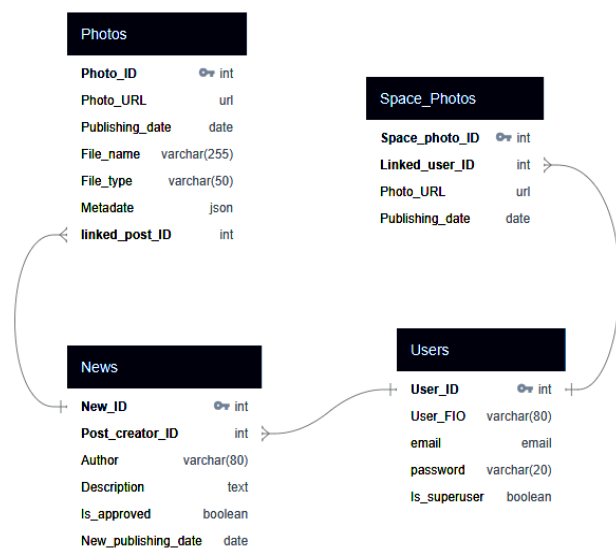 Photos
Photo_ID int
Photo_URL url
Publishing_date date
File_name varchar(255)
File_type varchar(50)
Metadate json
linked_post_ID int
Space_Photos
Space_photo_ID int
Linked_user_ID int
Photo_URL url
Publishing_date date
News
New_ID int
Post_creator_ID int
Author varchar(80)
Description text
Is_approved boolean
New_publishing_date date
Users
User_ID int
User_FIO varchar(80)
email email
password varchar(20)
Is_superuser boolean